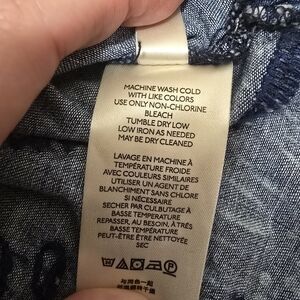 MACHINE WASH COLD
WITH LIKE COLORS
USE ONLY NON-CHLORINE
BLEACH
TUMBLE DRY LOW
LOW IRON AS NEEDED
MAY BE DRY CLEANED
LAVAGE EN MACHINE À
TEMPÉRATURE FROIDE
AVEC COULEURS SIMILAIRES
UTILISER UN AGENT DE
BLANCHIMENT SANS CHLORE
SI NÉCESSAIRE
SECHER PAR CULBUTAGE À
BASSE TEMPERATURE
REPASSER, AU BESOIN, À TRÈS
BASSE TEMPÉRATURE
PEUT-ÊTRE ÊTRE NETTOYÉE
SEC